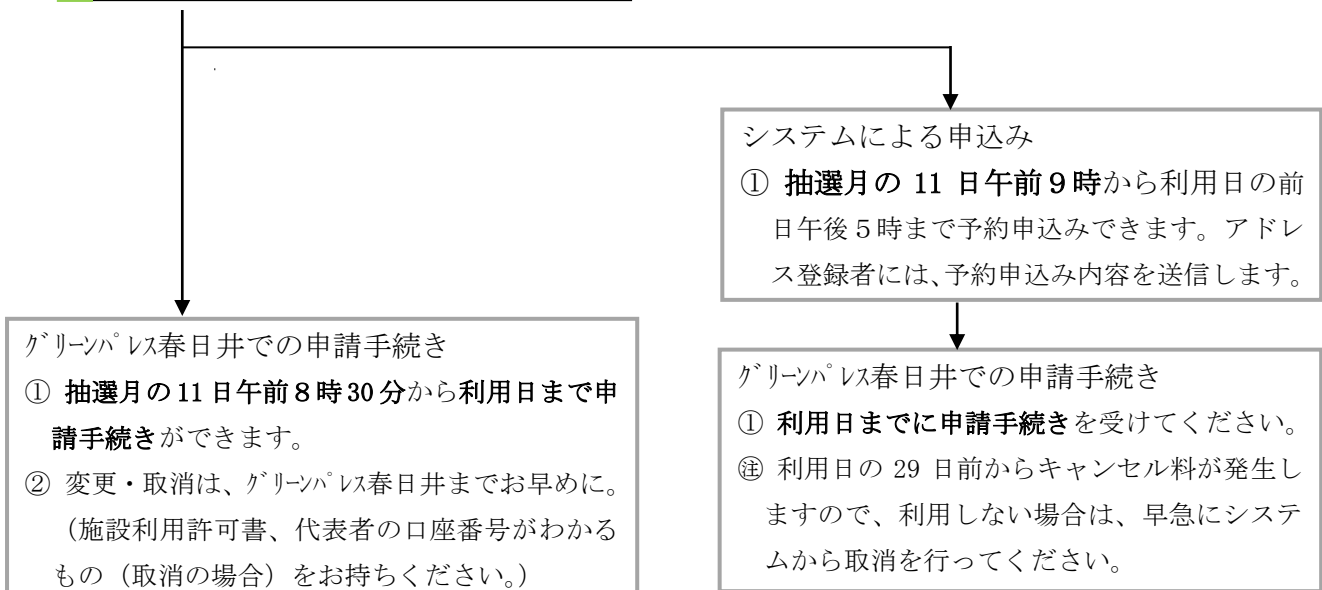 システムによる申込み
① 抽選月の 11 日午前９時から利用日の前
日午後５時まで予約申込みできます。アドレ
ス登録者には、予約申込み内容を送信します。
ｸﾞﾘｰﾝﾊﾟﾚｽ春日井での申請手続き
① 抽選月の 11 日午前８時 30 分から利用日まで申
請手続きができます。
② 変更・取消は、ｸﾞﾘｰﾝﾊﾟﾚｽ春日井までお早めに。
（施設利用許可書、代表者の口座番号がわかる
もの（取消の場合）をお持ちください。）
ｸﾞﾘｰﾝﾊﾟﾚｽ春日井での申請手続き
① 利用日までに申請手続きを受けてください。
㊟ 利用日の 29 日前からキャンセル料が発生し
ますので、利用しない場合は、早急にシステ
ムから取消を行ってください。